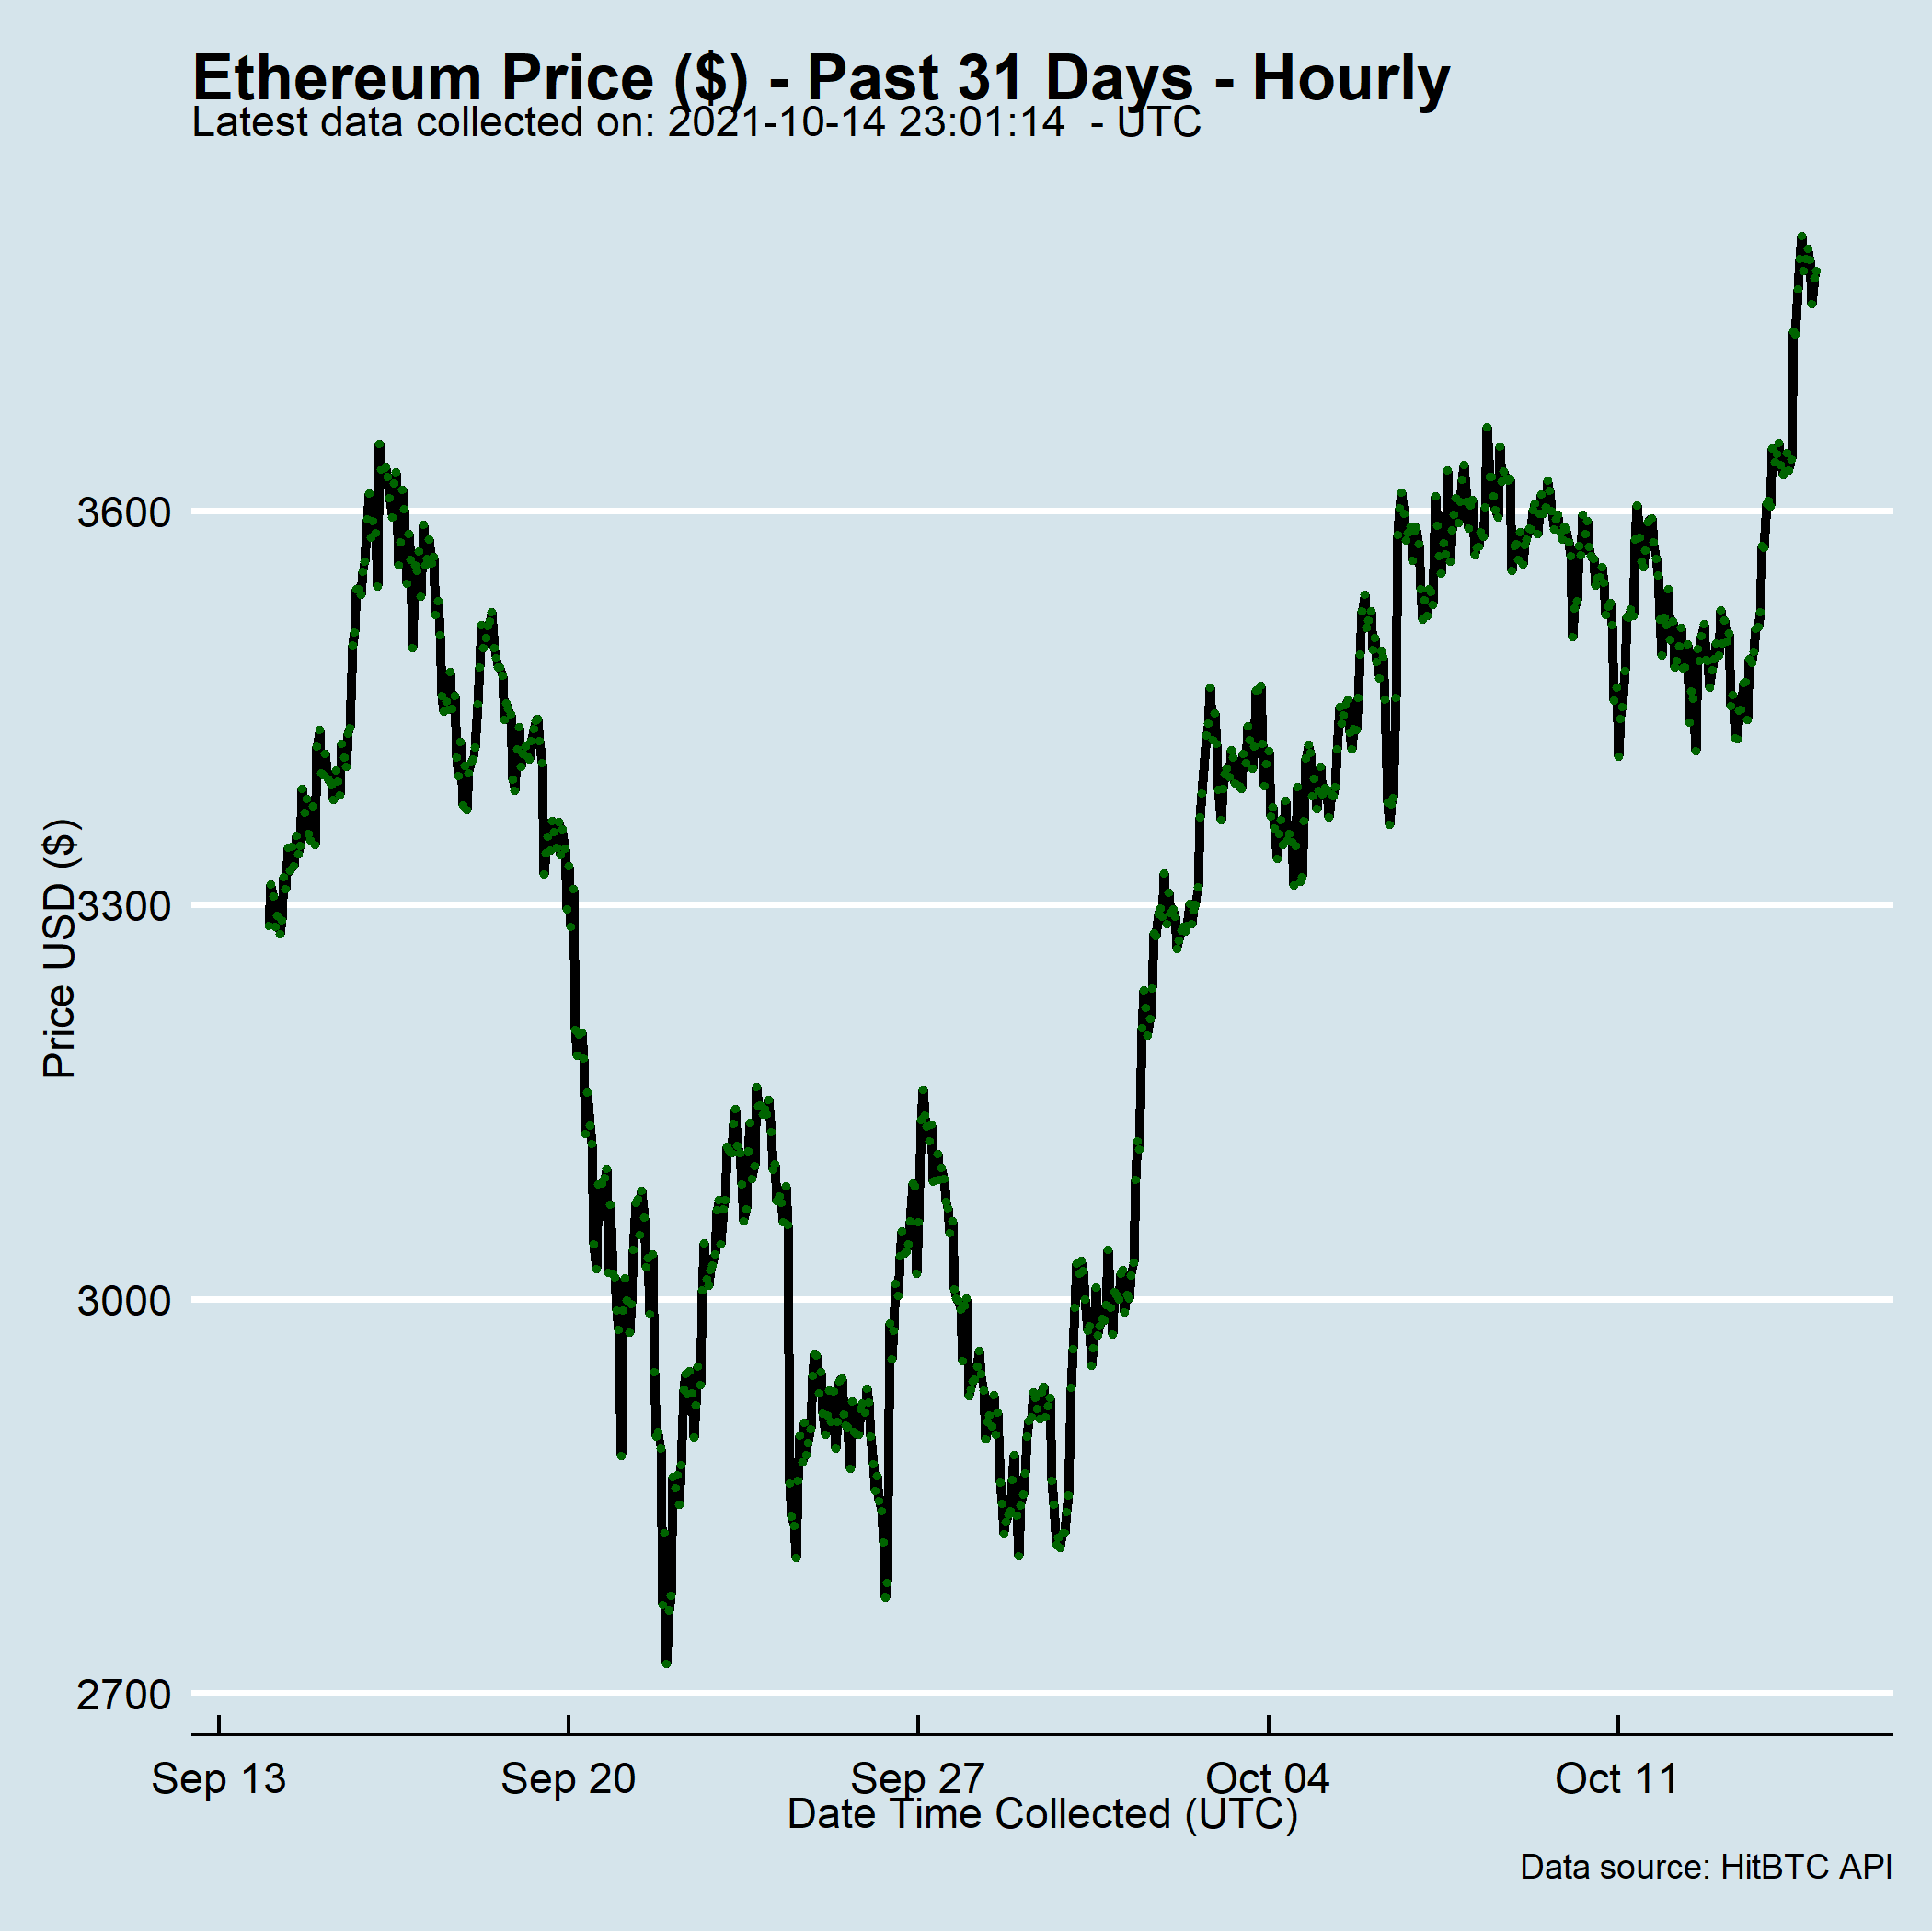 Ethereum Price ($) - Past 31 Days - Hourly
Latest data collected on: 2021-10-14 23:01:14  - UTC
Price USD ($)
3600
3300
3000
2700
Sep 13
Sep 20
Sep 27
Oct 04
Oct 11
Date Time Collected (UTC)
Data source: HitBTC API